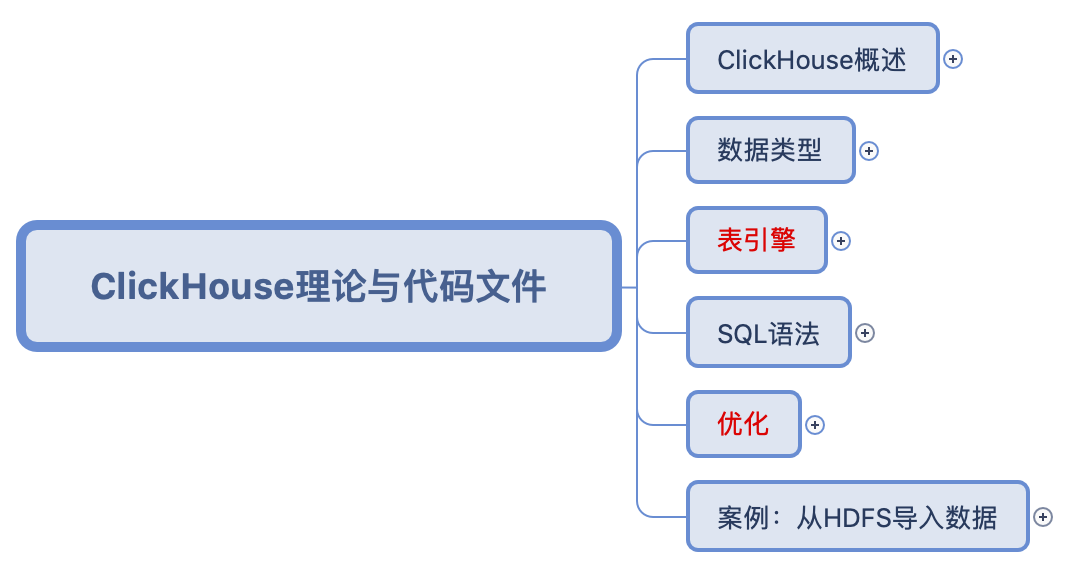 ClickHouse理论与代码文件
ClickHouse概述
数据类型
表引擎
SQL语法
优化
案例：从HDFS导入数据